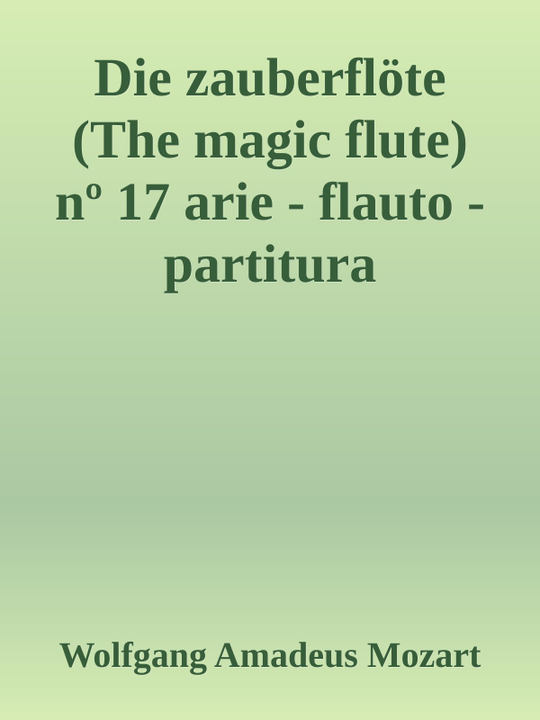 Die zauberflöte
(The magic flute)
nº 17 arie - flauto -
partitura
Wolfgang Amadeus Mozart